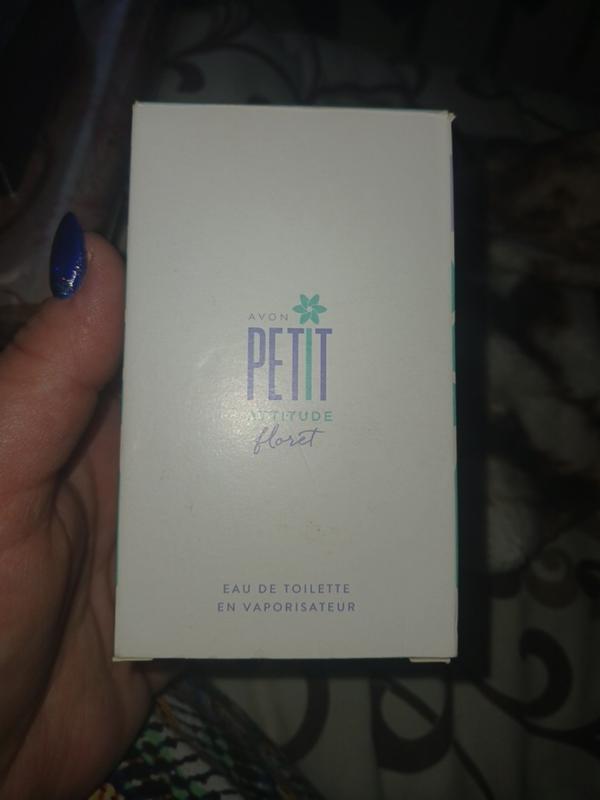 AVON
PETIT
ATTITUDE
floret
EAU DE TOILETTE
EN VAPORISATEUR